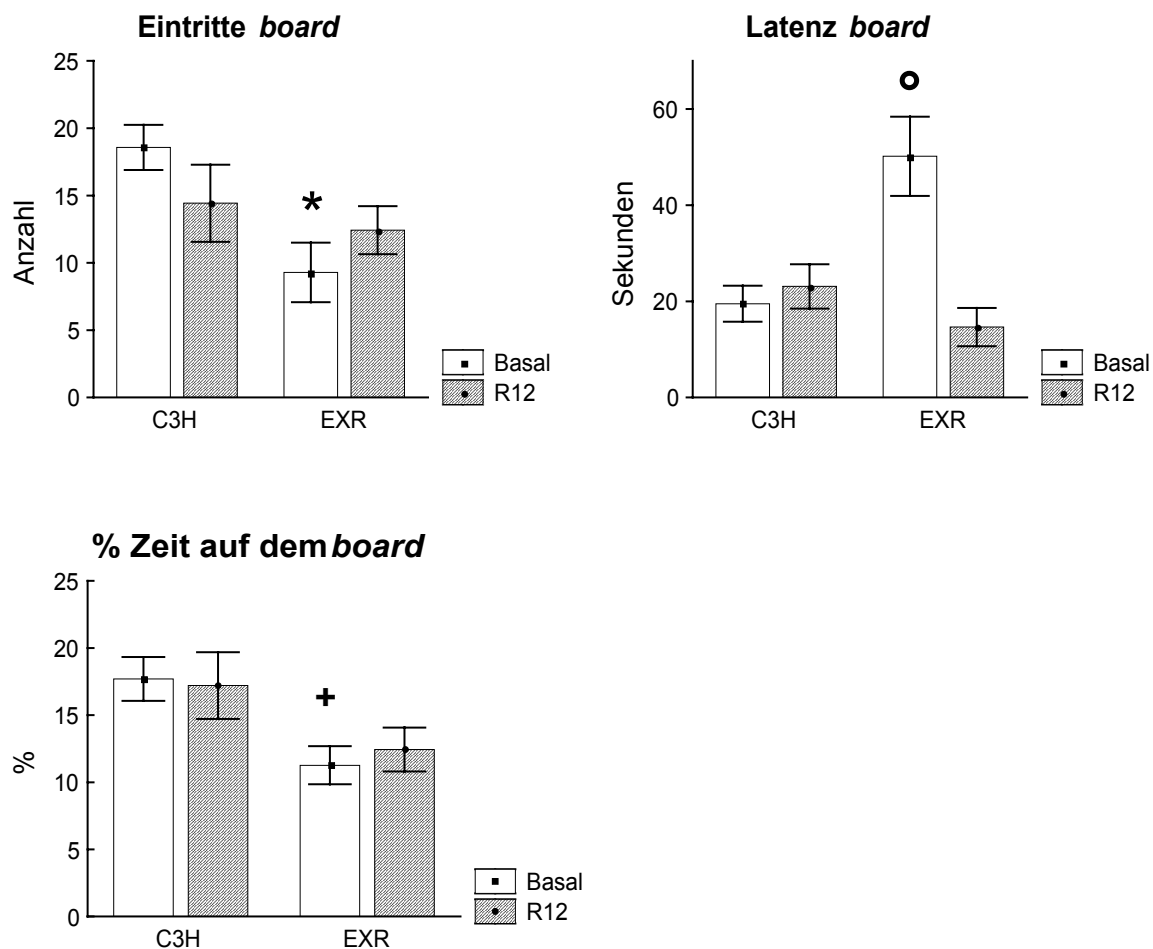 Eintritte board
25
20
15
10
5
0
Anzahl
*
C3H EXR
Basal
R12
Latenz board
60
40
20
0
Sekunden
C3H EXR
Basal
R12
% Zeit auf dem board
25
20
15
10
5
0
%
+
C3H EXR
Basal
R12